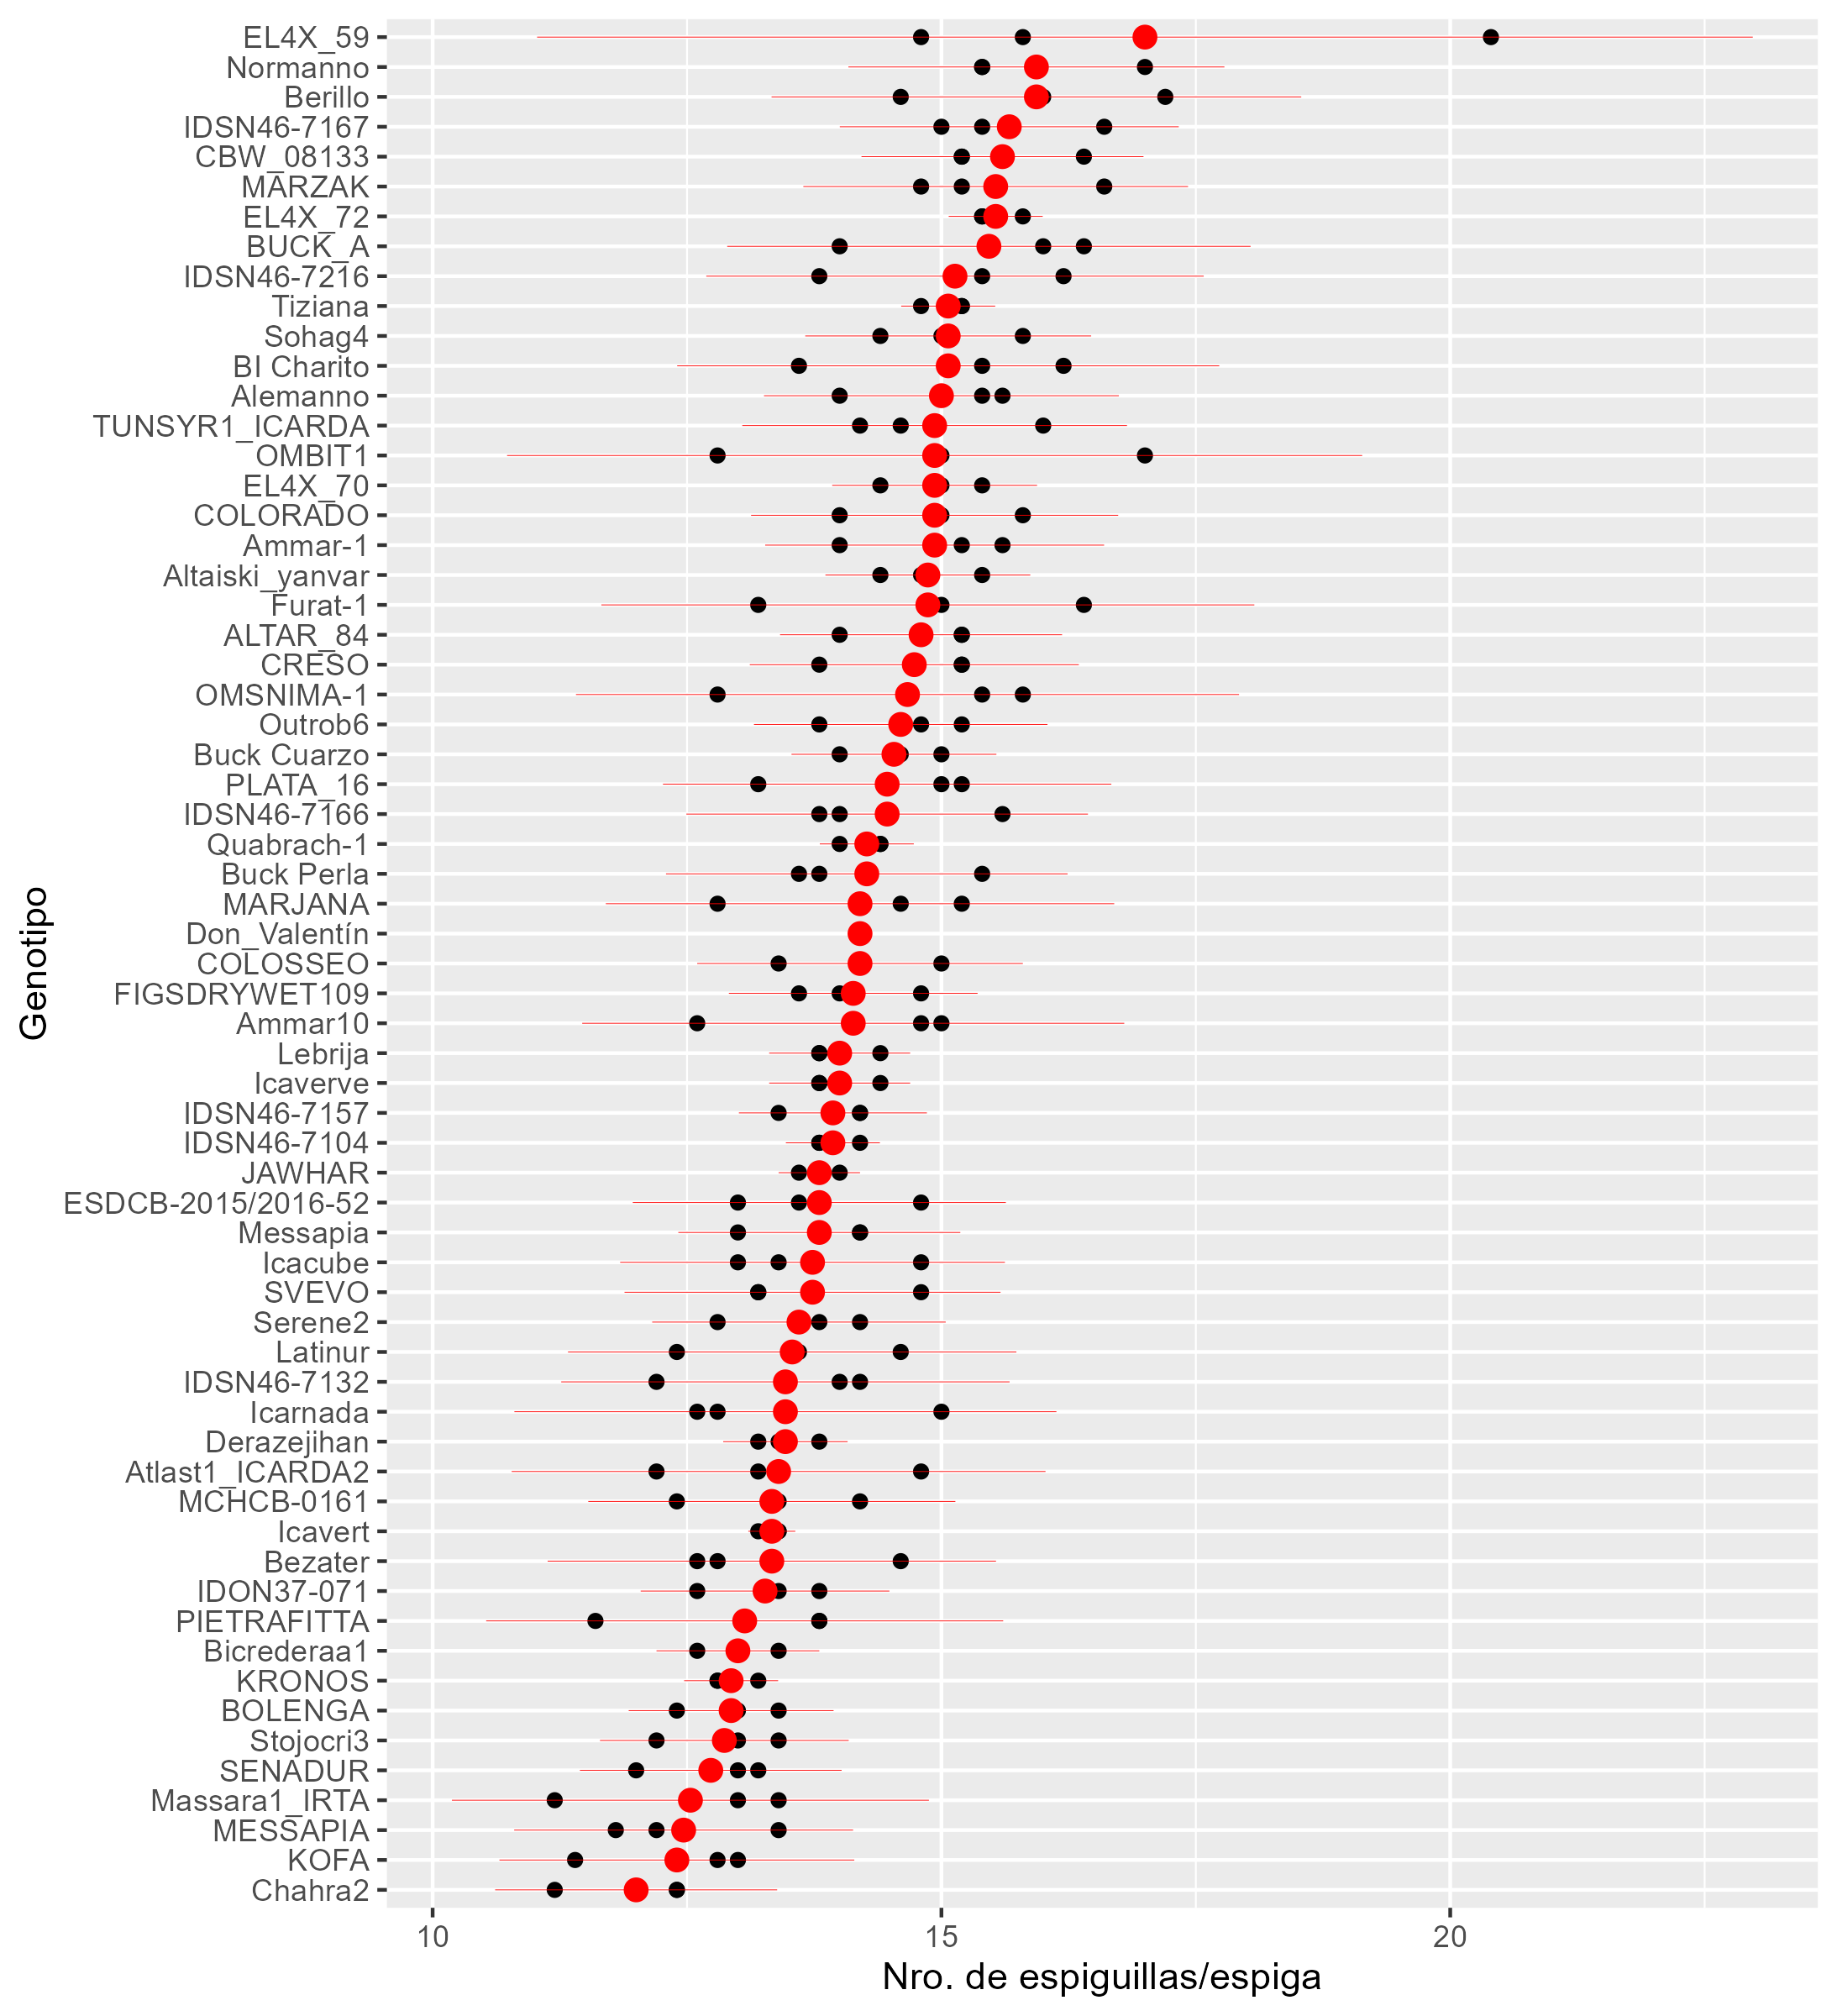 EL4X_59
Normanno
Berillo
IDSN46-7167
CBW_08133
MARZAK
EL4X_72
BUCK_A
IDSN46-7216
Tiziana
Sohag4
BI Charito
Alemanno
TUNSYR1_ICARDA
OMBIT1
EL4X_70
COLORADO
Ammar-1
Altaiski_yanvar
Furat-1
ALTAR_84
CRESO
OMSNIMA-1
Outrob6
Buck Cuarzo
PLATA_16
IDSN46-7166
Quabrach-1
Buck Perla
MARJANA
Don_Valentín
COLOSSEO
FIGSDRYWET109
Ammar10
Lebrija
Icaverve
IDSN46-7157
IDSN46-7104
JAWHAR
ESDCB-2015/2016-52
Messapia
Icacube
SVEVO
Serene2
Latinur
IDSN46-7132
Icarnada
Derazejihan
Atlast1_ICARDA2
MCHCB-0161
Icavert
Bezater
IDON37-071
PIETRAFITTA
Bicrederaa1
KRONOS
BOLENGA
Stojocri3
SENADUR
Massara1_IRTA
MESSAPIA
KOFA
Chahra2
Genotipo
10 15 20
Nro. de espiguillas/espiga